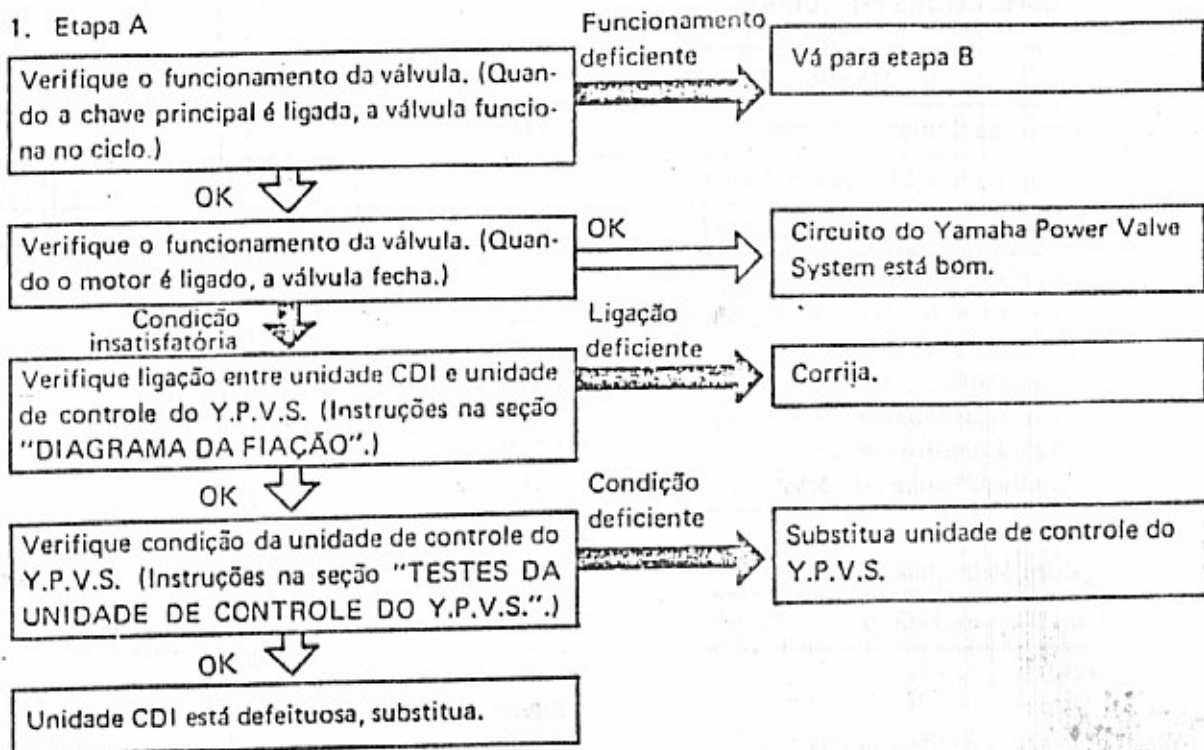 1. Etapa A
Verifique o funcionamento da válvula. (Quan-
do a chave principal é ligada, a válvula funcio-
na no ciclo.)
Funcionamento
deficiente
Vá para etapa B
OK
Verifique o funcionamento da válvula. (Quan-
do o motor é ligado, a válvula fecha.)
OK
Circuito do Yamaha Power Valve
System está bom.
Condição
insatisfatória
Verifique ligação entre unidade CDI e unidade
de controle do Y.P.V.S. (Instruções na seção
"DIAGRAMA DA FIAÇÃO".)
Ligação
deficiente
Corrija.
OK
Verifique condição da unidade de controle do
Y.P.V.S. (Instruções na seção "TESTES DA
UNIDADE DE CONTROLE DO Y.P.V.S.".)
Condição
deficiente
Substitua unidade de controle do
Y.P.V.S.
OK
Unidade CDI está defeituosa, substitua.